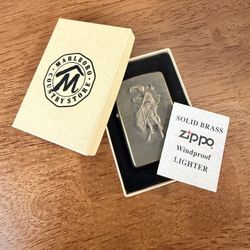 MARLBORO
COUNTRY STORE
M
SOLID BRASS
Zippo
Windproof
LIGHTER